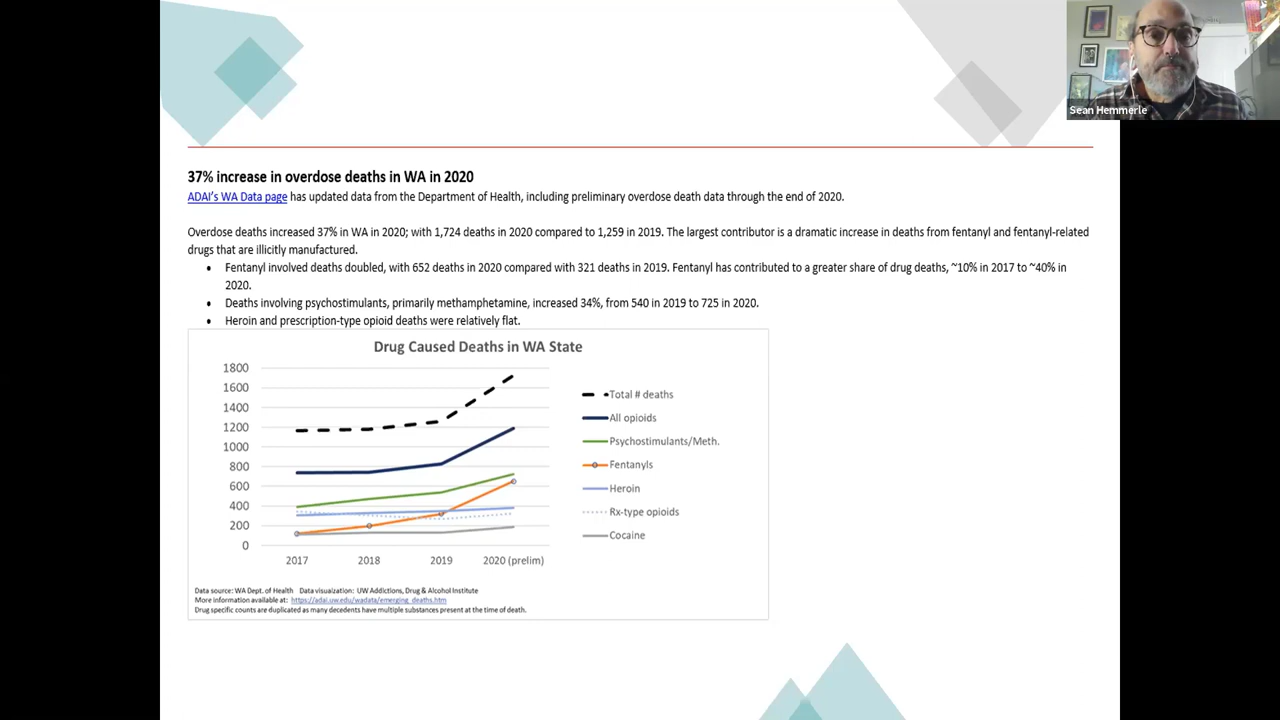 Sean Hemmerle
37% increase in overdose deaths in WA in 2020
ADAI's WA Data page has updated data from the Department of Health, including preliminary overdose death data through the end of 2020.
Overdose deaths increased 37% in WA in 2020; with 1,724 deaths in 2020 compared to 1,259 in 2019. The largest contributor is a dramatic increase in deaths from fentanyl and fentanyl-related
drugs that are illicitly manufactured.
• Fentanyl involved deaths doubled, with 652 deaths in 2020 compared with 321 deaths in 2019. Fentanyl has contributed to a greater share of drug deaths, ~10% in 2017 to ~40% in
2020.
• Deaths involving psychostimulants, primarily methamphetamine, increased 34%, from 540 in 2019 to 725 in 2020.
• Heroin and prescription-type opioid deaths were relatively flat.
Drug Caused Deaths in WA State
1800
1600
1400
1200
1000
800
600
400
200
0
2017 2018 2019 2020 (prelim)
Total # deaths
All opioids
Psychostimulants/Meth.
Fentanyls
Heroin
Rx-type opioids
Cocaine
Data source: WA Dept. of Health Data visuaization: UW Addictions, Drug & Alcohol Institute
More information available at: https://adai.uw.edu/wadata/emerging_deaths.htm
Drug specific counts are duplicated as many decedents have multiple substances present at the time of death.